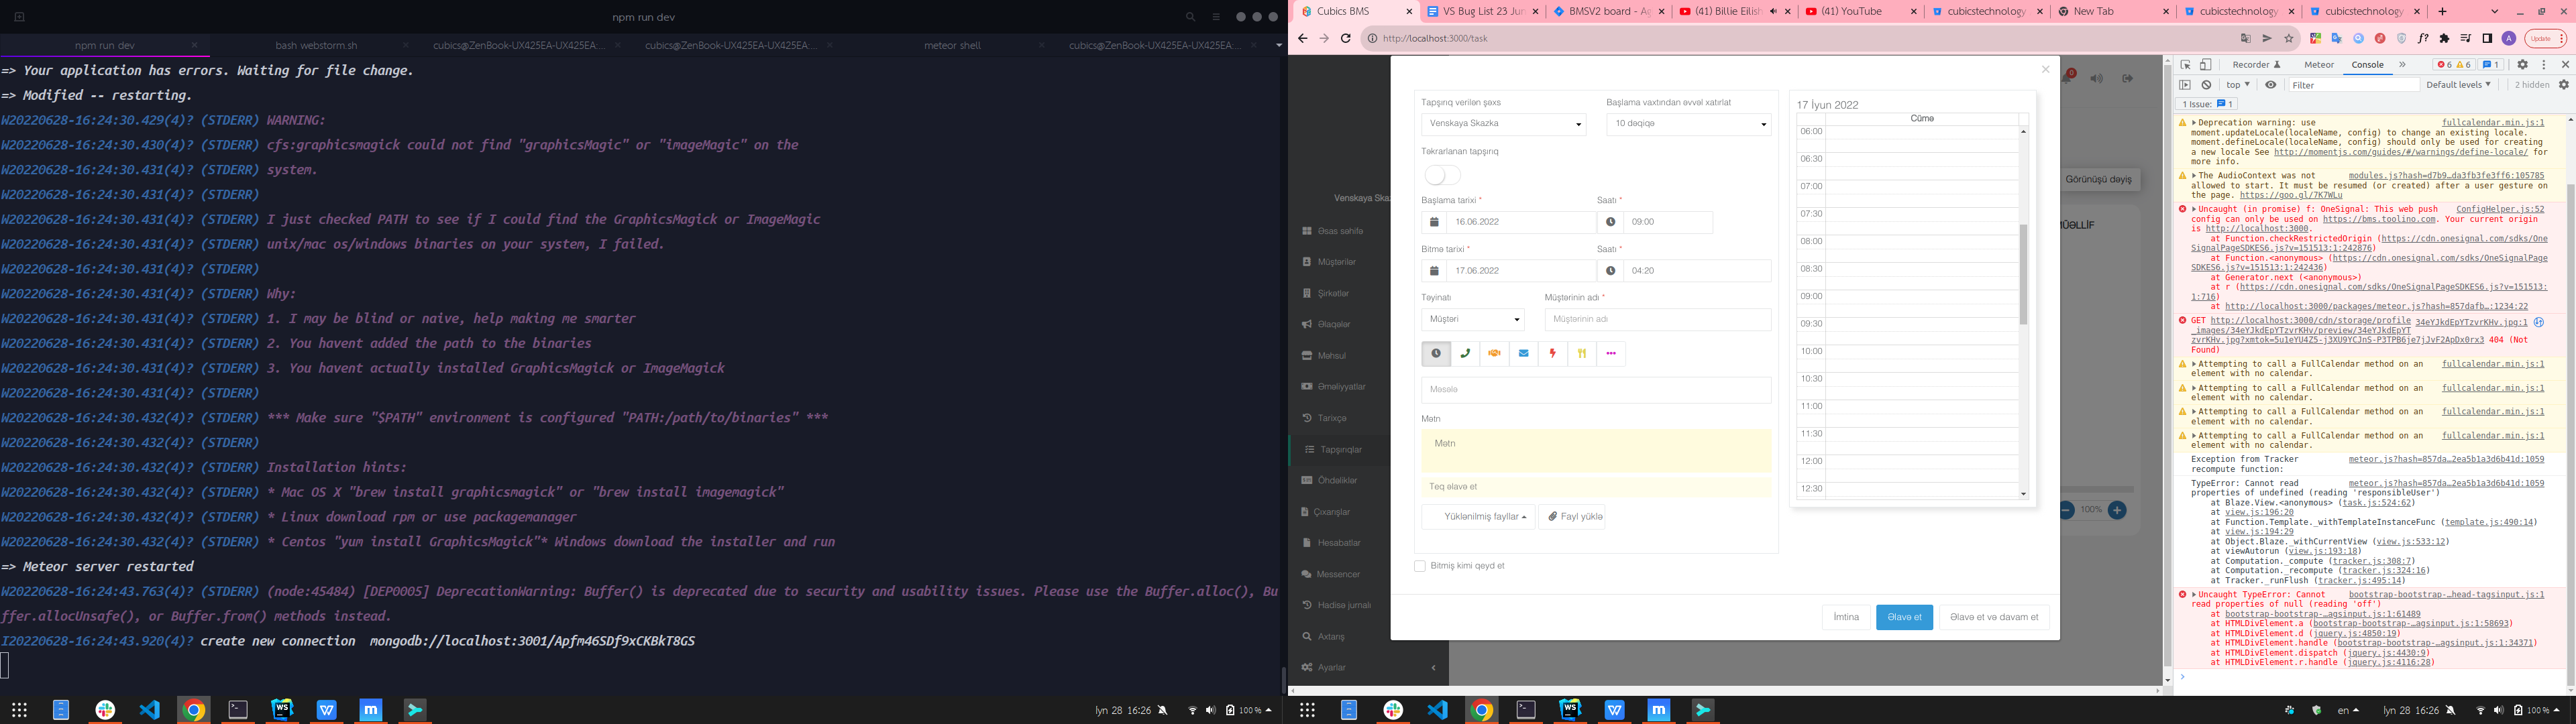 npm run dev
npm run dev
bash webstorm.sh
cubics@ZenBook-UX425EA-UX425EA:...
cubics@ZenBook-UX425EA-UX425EA:...
meteor shell
cubics@ZenBook-UX425EA-UX425EA:...
=> Your application has errors. Waiting for file change.
=> Modified -- restarting.
W20220628-16:24:30.429(4)? (STDERR) WARNING:
W20220628-16:24:30.430(4)? (STDERR) cfs:graphicsmagick could not find "graphicsMagic" or "imageMagic" on the
W20220628-16:24:30.431(4)? (STDERR) system.
W20220628-16:24:30.431(4)? (STDERR)
W20220628-16:24:30.431(4)? (STDERR) I just checked PATH to see if I could find the GraphicsMagick or ImageMagic
W20220628-16:24:30.431(4)? (STDERR) unix/mac os/windows binaries on your system, I failed.
W20220628-16:24:30.431(4)? (STDERR)
W20220628-16:24:30.431(4)? (STDERR) Why:
W20220628-16:24:30.431(4)? (STDERR) 1. I may be blind or naive, help making me smarter
W20220628-16:24:30.431(4)? (STDERR) 2. You havent added the path to the binaries
W20220628-16:24:30.431(4)? (STDERR) 3. You havent actually installed GraphicsMagick or ImageMagick
W20220628-16:24:30.431(4)? (STDERR)
W20220628-16:24:30.432(4)? (STDERR) *** Make sure "$PATH" environment is configured "PATH:/path/to/binaries" ***
W20220628-16:24:30.432(4)? (STDERR)
W20220628-16:24:30.432(4)? (STDERR) Installation hints:
W20220628-16:24:30.432(4)? (STDERR) * Mac OS X "brew install graphicsmagick" or "brew install imagemagick"
W20220628-16:24:30.432(4)? (STDERR) * Linux download rpm or use packagemanager
W20220628-16:24:30.432(4)? (STDERR) * Centos "yum install GraphicsMagick"* Windows download the installer and run
=> Meteor server restarted
W20220628-16:24:43.763(4)? (STDERR) (node:45484) [DEP0005] DeprecationWarning: Buffer() is deprecated due to security and usability issues. Please use the Buffer.alloc(), Bu
ffer.allocUnsafe(), or Buffer.from() methods instead.
I20220628-16:24:43.920(4)? create new connection  mongodb://localhost:3001/Apfm46SDf9xCKBkT8GS
Iyn 28 16:26
100 %
Cubics BMS
VS Bug List 23 Jun
BMSV2 board - Ag
(41) Billie Eilish
(41) YouTube
cubicstechnology
New Tab
cubicstechnology
cubicstechnology
http://localhost:3000/task
Update
Venskaya Skaz
Əsas səhifə
Müştərilər
Şirkətlər
Əlaqələr
Məhsul
Əməliyyatlar
Tarixçə
Tapşırıqlar
Öhdəliklər
Çıxarışlar
Hesabatlar
Messencer
Hadisə jurnalı
Axtarış
Ayarlar
Tapşırıq verilən şəxs
Başlama vaxtından əvvəl xatırlat
Venskaya Skazka
10 dəqiqə
Təkrarlanan tapşırıq
Başlama tarixi *
Saatı *
16.06.2022
09:00
Bitmə tarixi *
Saatı *
17.06.2022
04:20
Təyinatı
Müştərinin adı *
Müştəri
Müştərinin adı
Məsələ
Mətn
Mətn
Teq əlavə et
Yüklənilmiş fayllar
Fayl yüklə
Bitmiş kimi qeyd et
İmtina
Əlavə et
Əlavə et və davam et
17 İyun 2022
Cümə
06:00
06:30
07:00
07:30
08:00
08:30
09:00
09:30
10:00
10:30
11:00
11:30
12:00
12:30
0
Görünüşü dəyiş
MÜƏLLİF
100%
Recorder
Meteor
Console
6
6
1
top
Filter
Default levels
2 hidden
1 Issue: 1
Deprecation warning: use fullcalendar.min.js:1
moment.updateLocale(localeName, config) to change an existing locale.
moment.defineLocale(localeName, config) should only be used for creating
a new locale See http://momentjs.com/guides/#/warnings/define-locale/ for
more info.
The AudioContext was not modules.js?hash=d7b9…da3fb3fe3ff6:105785
allowed to start. It must be resumed (or created) after a user gesture on
the page. https://goo.gl/7K7WLu
Uncaught (in promise) f: OneSignal: This web push ConfigHelper.js:52
config can only be used on https://bms.toolino.com. Your current origin
is http://localhost:3000.
at Function.checkRestrictedOrigin (https://cdn.onesignal.com/sdks/One
SignalPageSDKES6.js?v=151513:1:242876)
at Function.<anonymous> (https://cdn.onesignal.com/sdks/OneSignalPage
SDKES6.js?v=151513:1:242436)
at Generator.next (<anonymous>)
at r (https://cdn.onesignal.com/sdks/OneSignalPageSDKES6.js?v=151513:
1:716)
at http://localhost:3000/packages/meteor.js?hash=857dafb…:1234:22
GET http://localhost:3000/cdn/storage/profile 34eYJkdEpYTzvrKHv.jpg:1
_images/34eYJkdEpYTzvrKHv/preview/34eYJkdEpYT
zvrKHv.jpg?xmtok=5u1eYU4Z5-j3XU9YCJnS-P3TPB6je7jJvF2ApDx0rx3 404 (Not
Found)
Attempting to call a FullCalendar method on an fullcalendar.min.js:1
element with no calendar.
Attempting to call a FullCalendar method on an fullcalendar.min.js:1
element with no calendar.
Attempting to call a FullCalendar method on an fullcalendar.min.js:1
element with no calendar.
Attempting to call a FullCalendar method on an fullcalendar.min.js:1
element with no calendar.
Exception from Tracker meteor.js?hash=857da…2ea5b1a3d6b41d:1059
recompute function:
TypeError: Cannot read meteor.js?hash=857da…2ea5b1a3d6b41d:1059
properties of undefined (reading 'responsibleUser')
at Blaze.View.<anonymous> (task.js:524:62)
at view.js:196:20
at Function.Template._withTemplateInstanceFunc (template.js:490:14)
at view.js:194:29
at Object.Blaze._withCurrentView (view.js:533:12)
at viewAutorun (view.js:193:18)
at Computation._compute (tracker.js:308:7)
at Computation._recompute (tracker.js:324:16)
at Tracker._runFlush (tracker.js:495:14)
Uncaught TypeError: Cannot bootstrap-bootstrap-…head-tagsinput.js:1
read properties of null (reading 'off')
at HTMLDivElement.a (bootstrap-bootstrap-…agsinput.js:1:61489
at HTMLDivElement.a (bootstrap-bootstrap-…agsinput.js:1:58693)
at HTMLDivElement.d (jquery.js:4850:19)
at HTMLDivElement.handle (bootstrap-bootstrap-…agsinput.js:1:34371)
at HTMLDivElement.dispatch (jquery.js:4430:9)
at HTMLDivElement.r.handle (jquery.js:4116:28)
en
Iyn 28 16:26
100 %